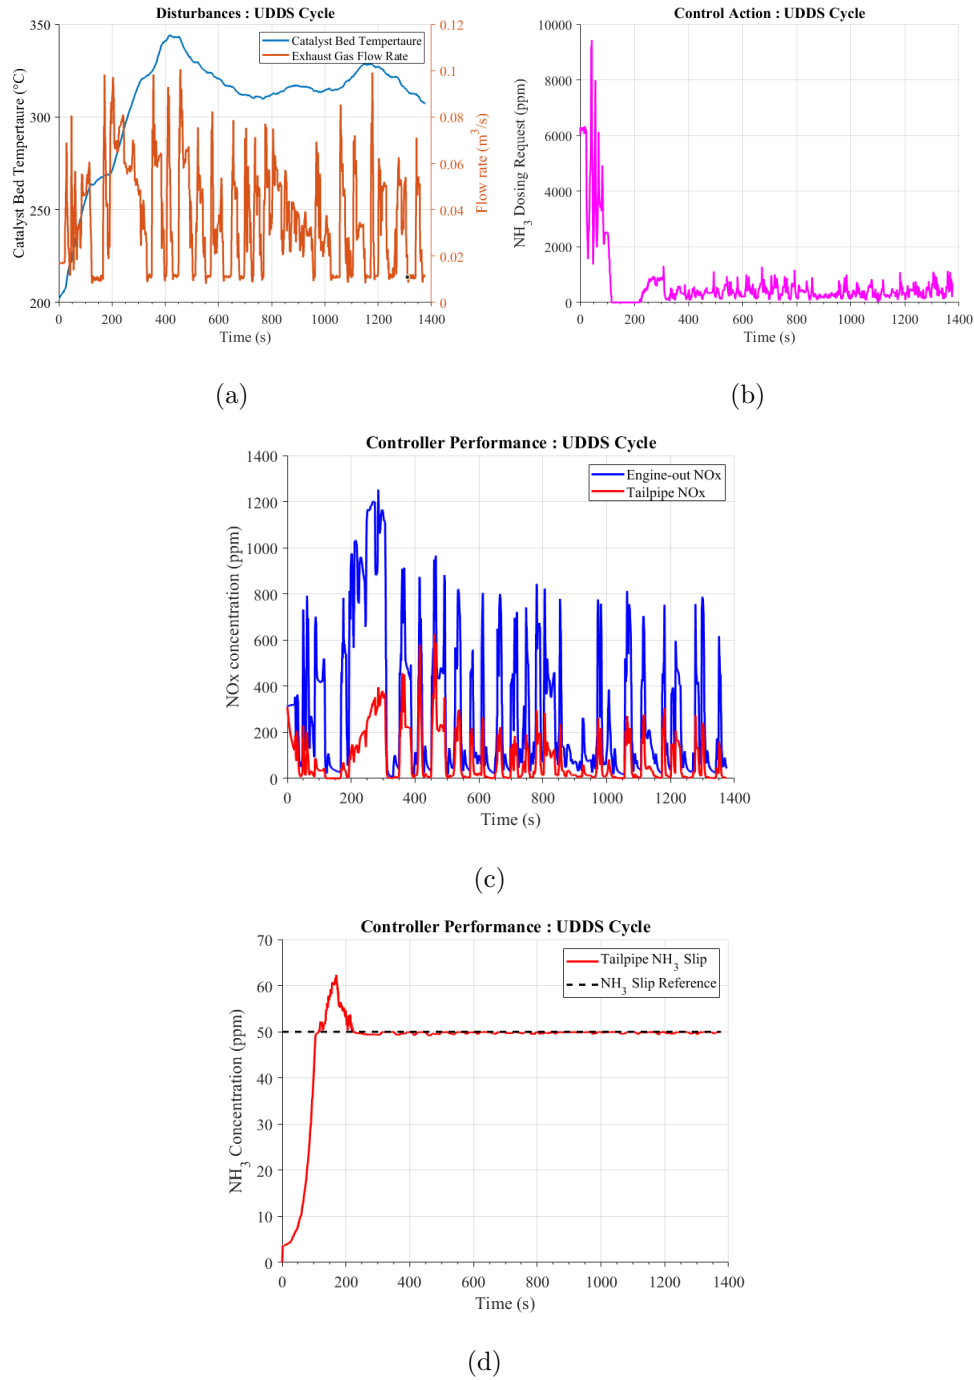 Disturbances : UDDS Cycle
Catalyst Bed Tempertaure
Exhaust Gas Flow Rate
Catalyst Bed Tempertaure (°C)
350
300
250
200
0.12
0.1
0.08
0.06
0.04
0.02
0
Flow rate (m³/s)
0 200 400 600 800 1000 1200 1400
Time (s)
(a)
Control Action : UDDS Cycle
NH₃ Dosing Request (ppm)
10000
8000
6000
4000
2000
0
0 200 400 600 800 1000 1200 1400
Time (s)
(b)
Controller Performance : UDDS Cycle
Engine-out NOx
Tailpipe NOx
NOx concentration (ppm)
1400
1200
1000
800
600
400
200
0
0 200 400 600 800 1000 1200 1400
Time (s)
(c)
Controller Performance : UDDS Cycle
Tailpipe NH₃ Slip
NH₃ Slip Reference
NH₃ Concentration (ppm)
70
60
50
40
30
20
10
0
0 200 400 600 800 1000 1200 1400
Time (s)
(d)